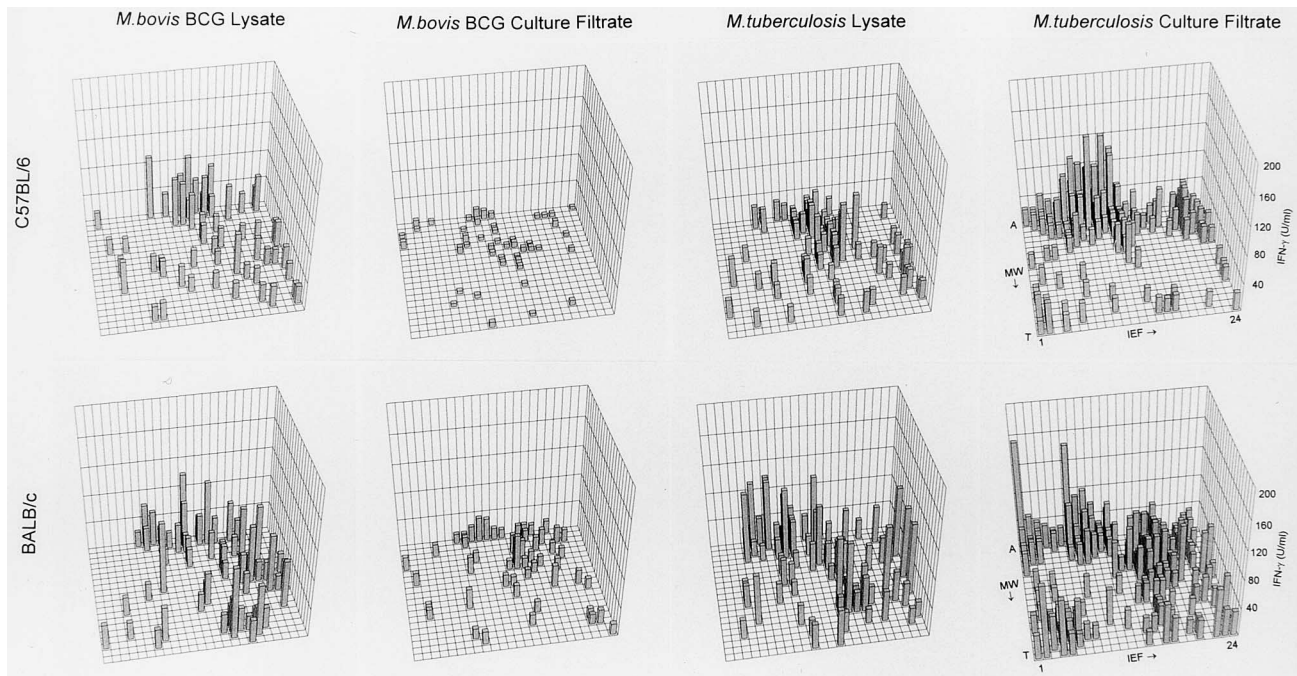 M.bovis BCG Lysate
M.bovis BCG Culture Filtrate
M.tuberculosis Lysate
M.tuberculosis Culture Filtrate
C57BL/6
200
160
120
80
40
IFN-γ (U/ml)
A
MW
↓
T
1
IEF →
24
BALB/c
200
160
120
80
40
IFN-γ (U/ml)
A
MW
↓
T
1
IEF →
24